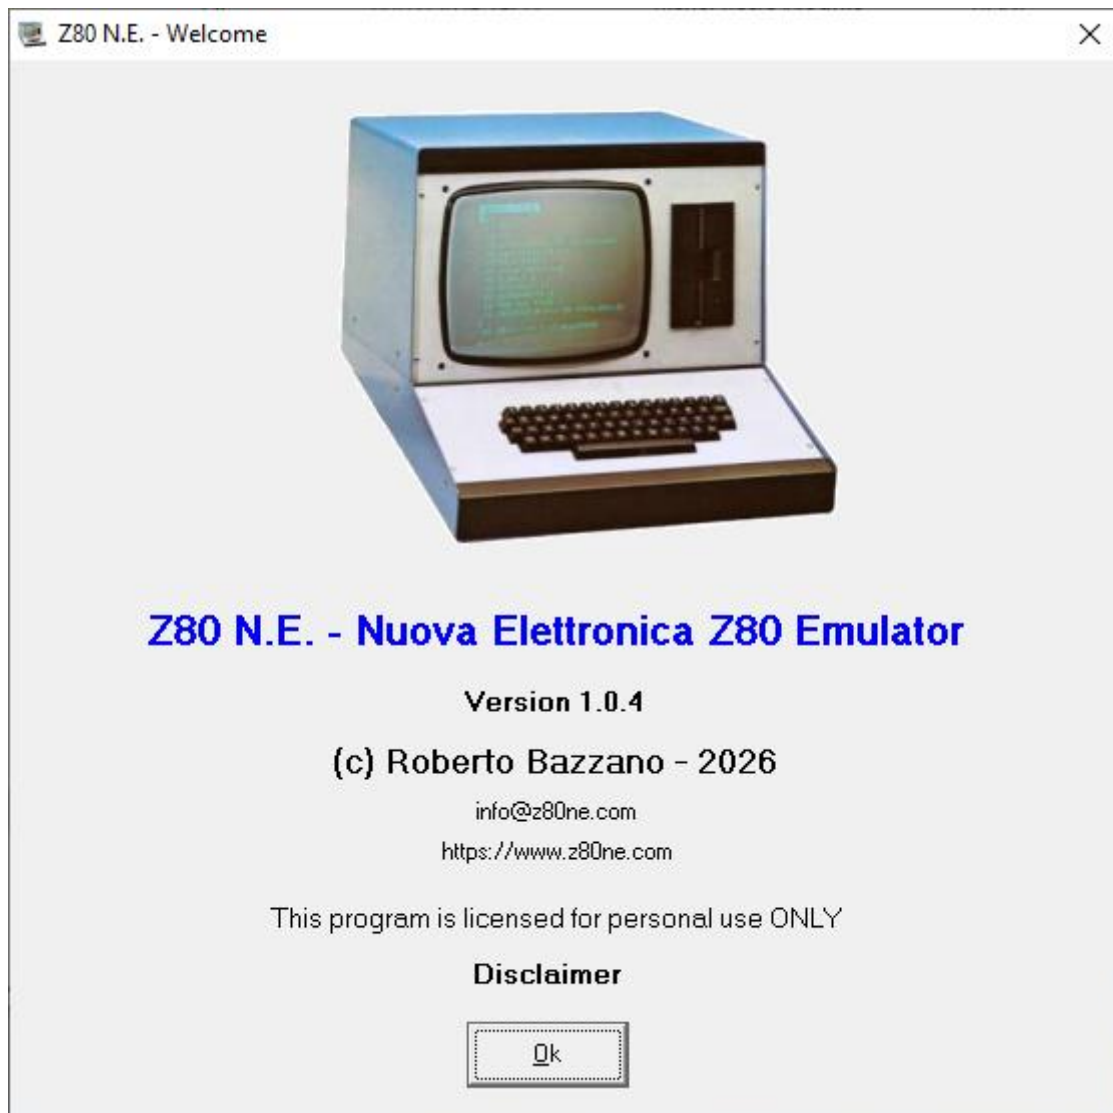 Z80 N.E. - Welcome
Z80 N.E. - Nuova Elettronica Z80 Emulator
Version 1.0.4
(c) Roberto Bazzano - 2026
info@z80ne.com
https://www.z80ne.com
This program is licensed for personal use ONLY
Disclaimer
Ok